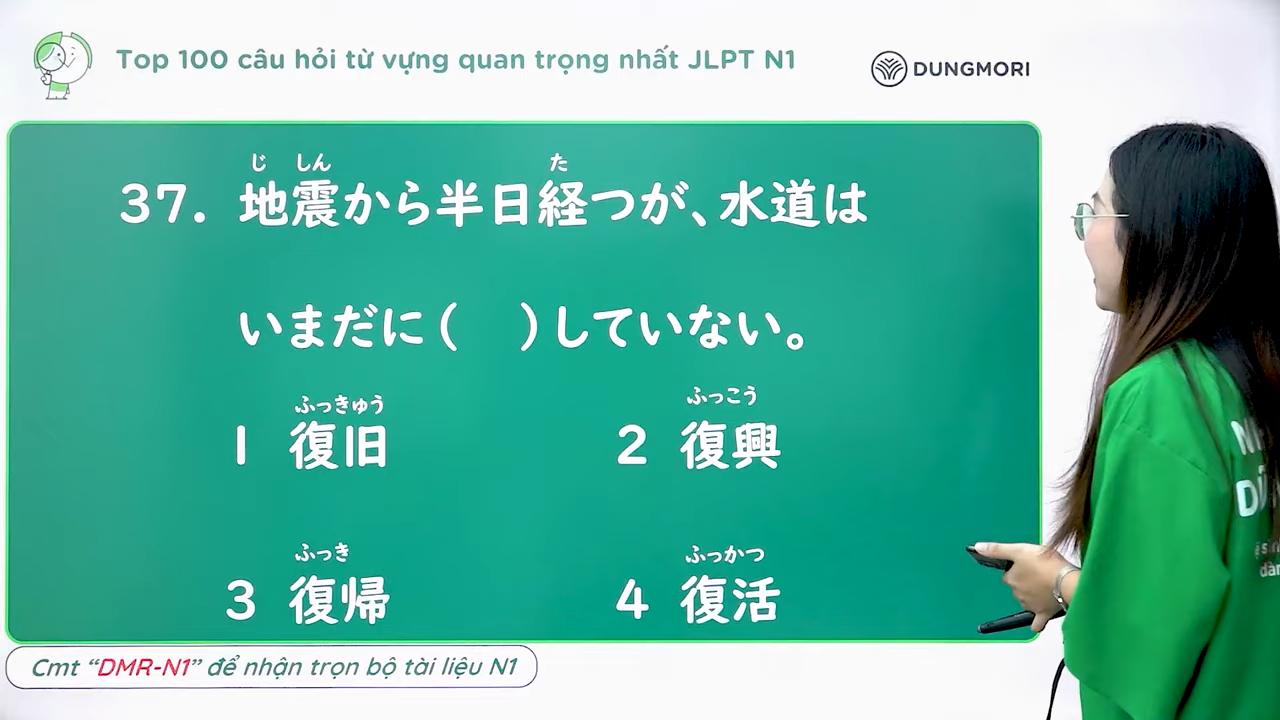 Top 100 câu hỏi từ vựng quan trọng nhất JLPT N1
DUNGMORI
じ しん た
37. 地震から半日経つが、水道は
いまだに( )していない。
ふっきゅう ふっこう
1 復旧 2 復興
ふっき ふっかつ
3 復帰 4 復活
Cmt “DMR-N1” để nhận trọn bộ tài liệu N1